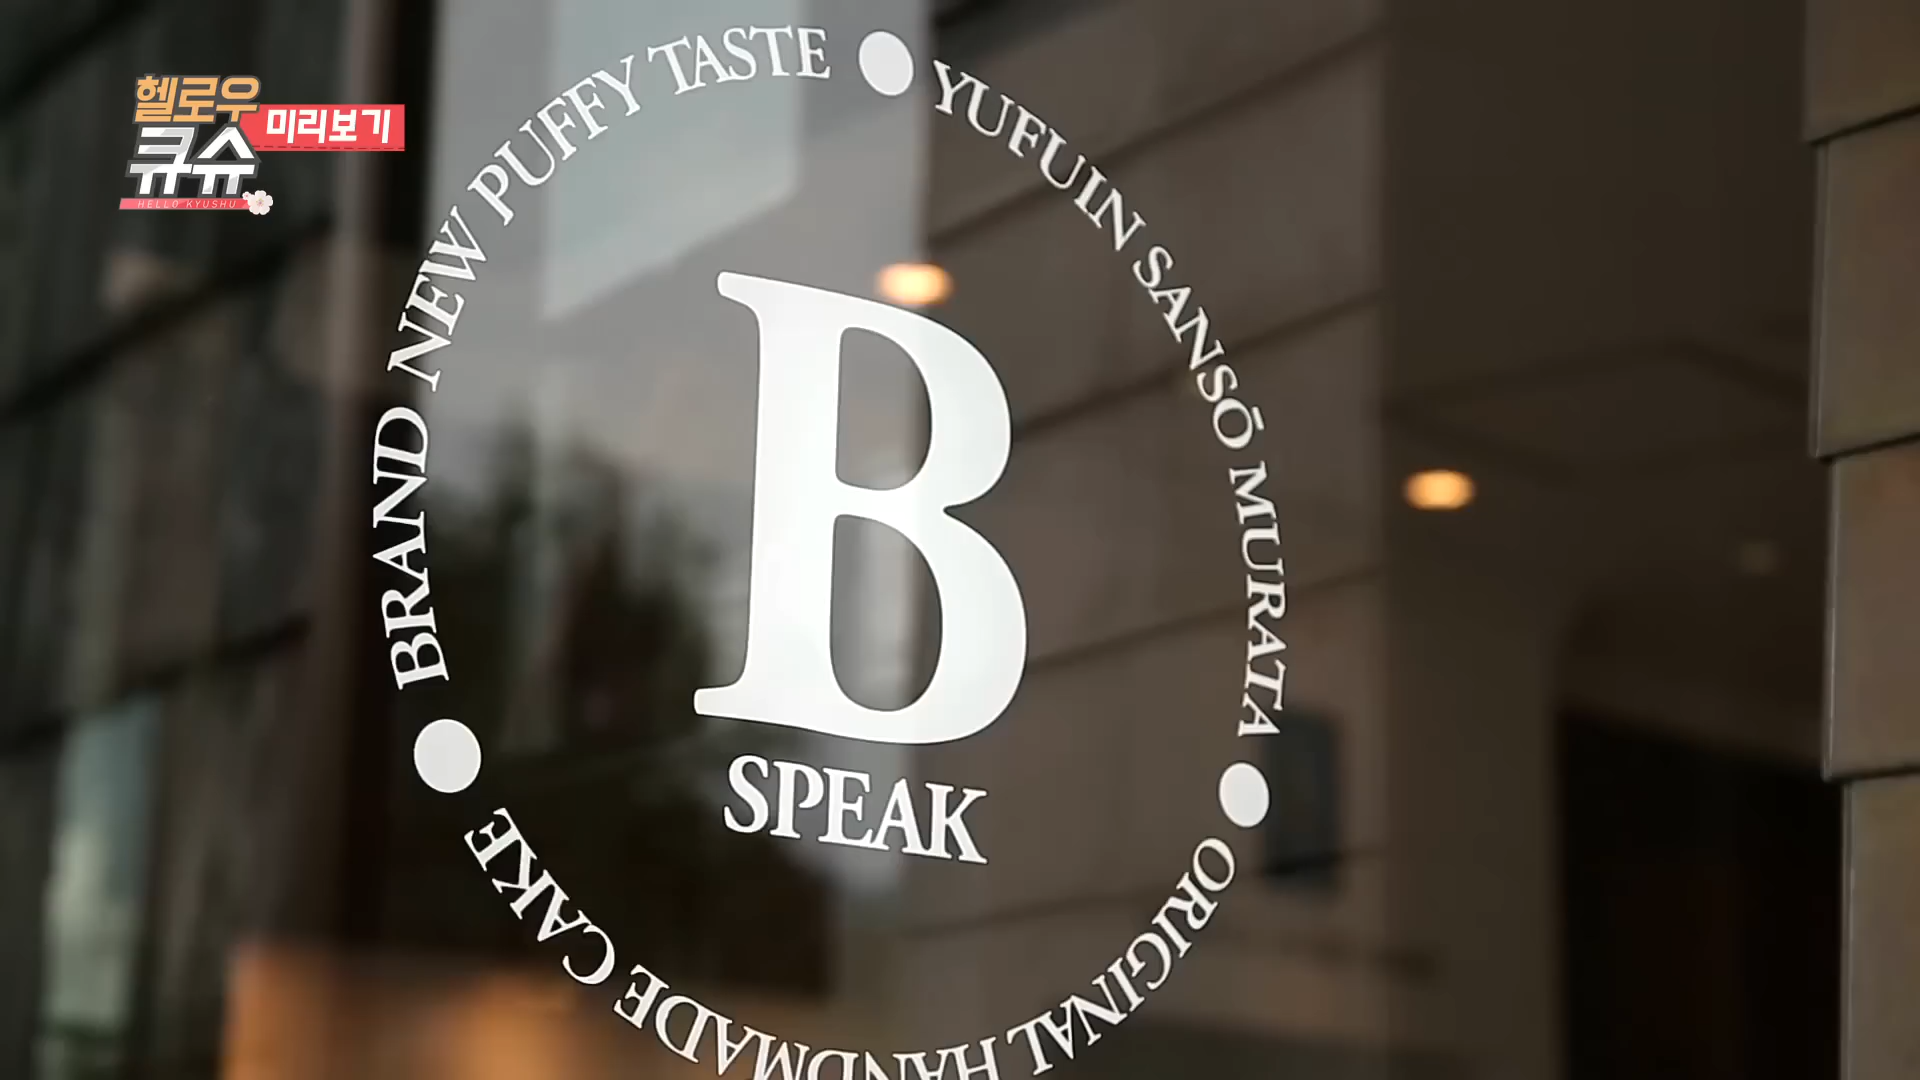 헬로우
큐슈
미리보기
HELLO KYUSHU
BRAND NEW PUFFY TASTE
YUFUIN SANSŌ MURATA
ORIGINAL HANDMADE CAKE
B
SPEAK